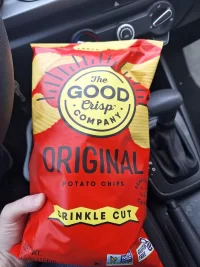 The
GOOD
Crisp
COMPANY
ORIGINAL
POTATO CHIPS
CRINKLE CUT